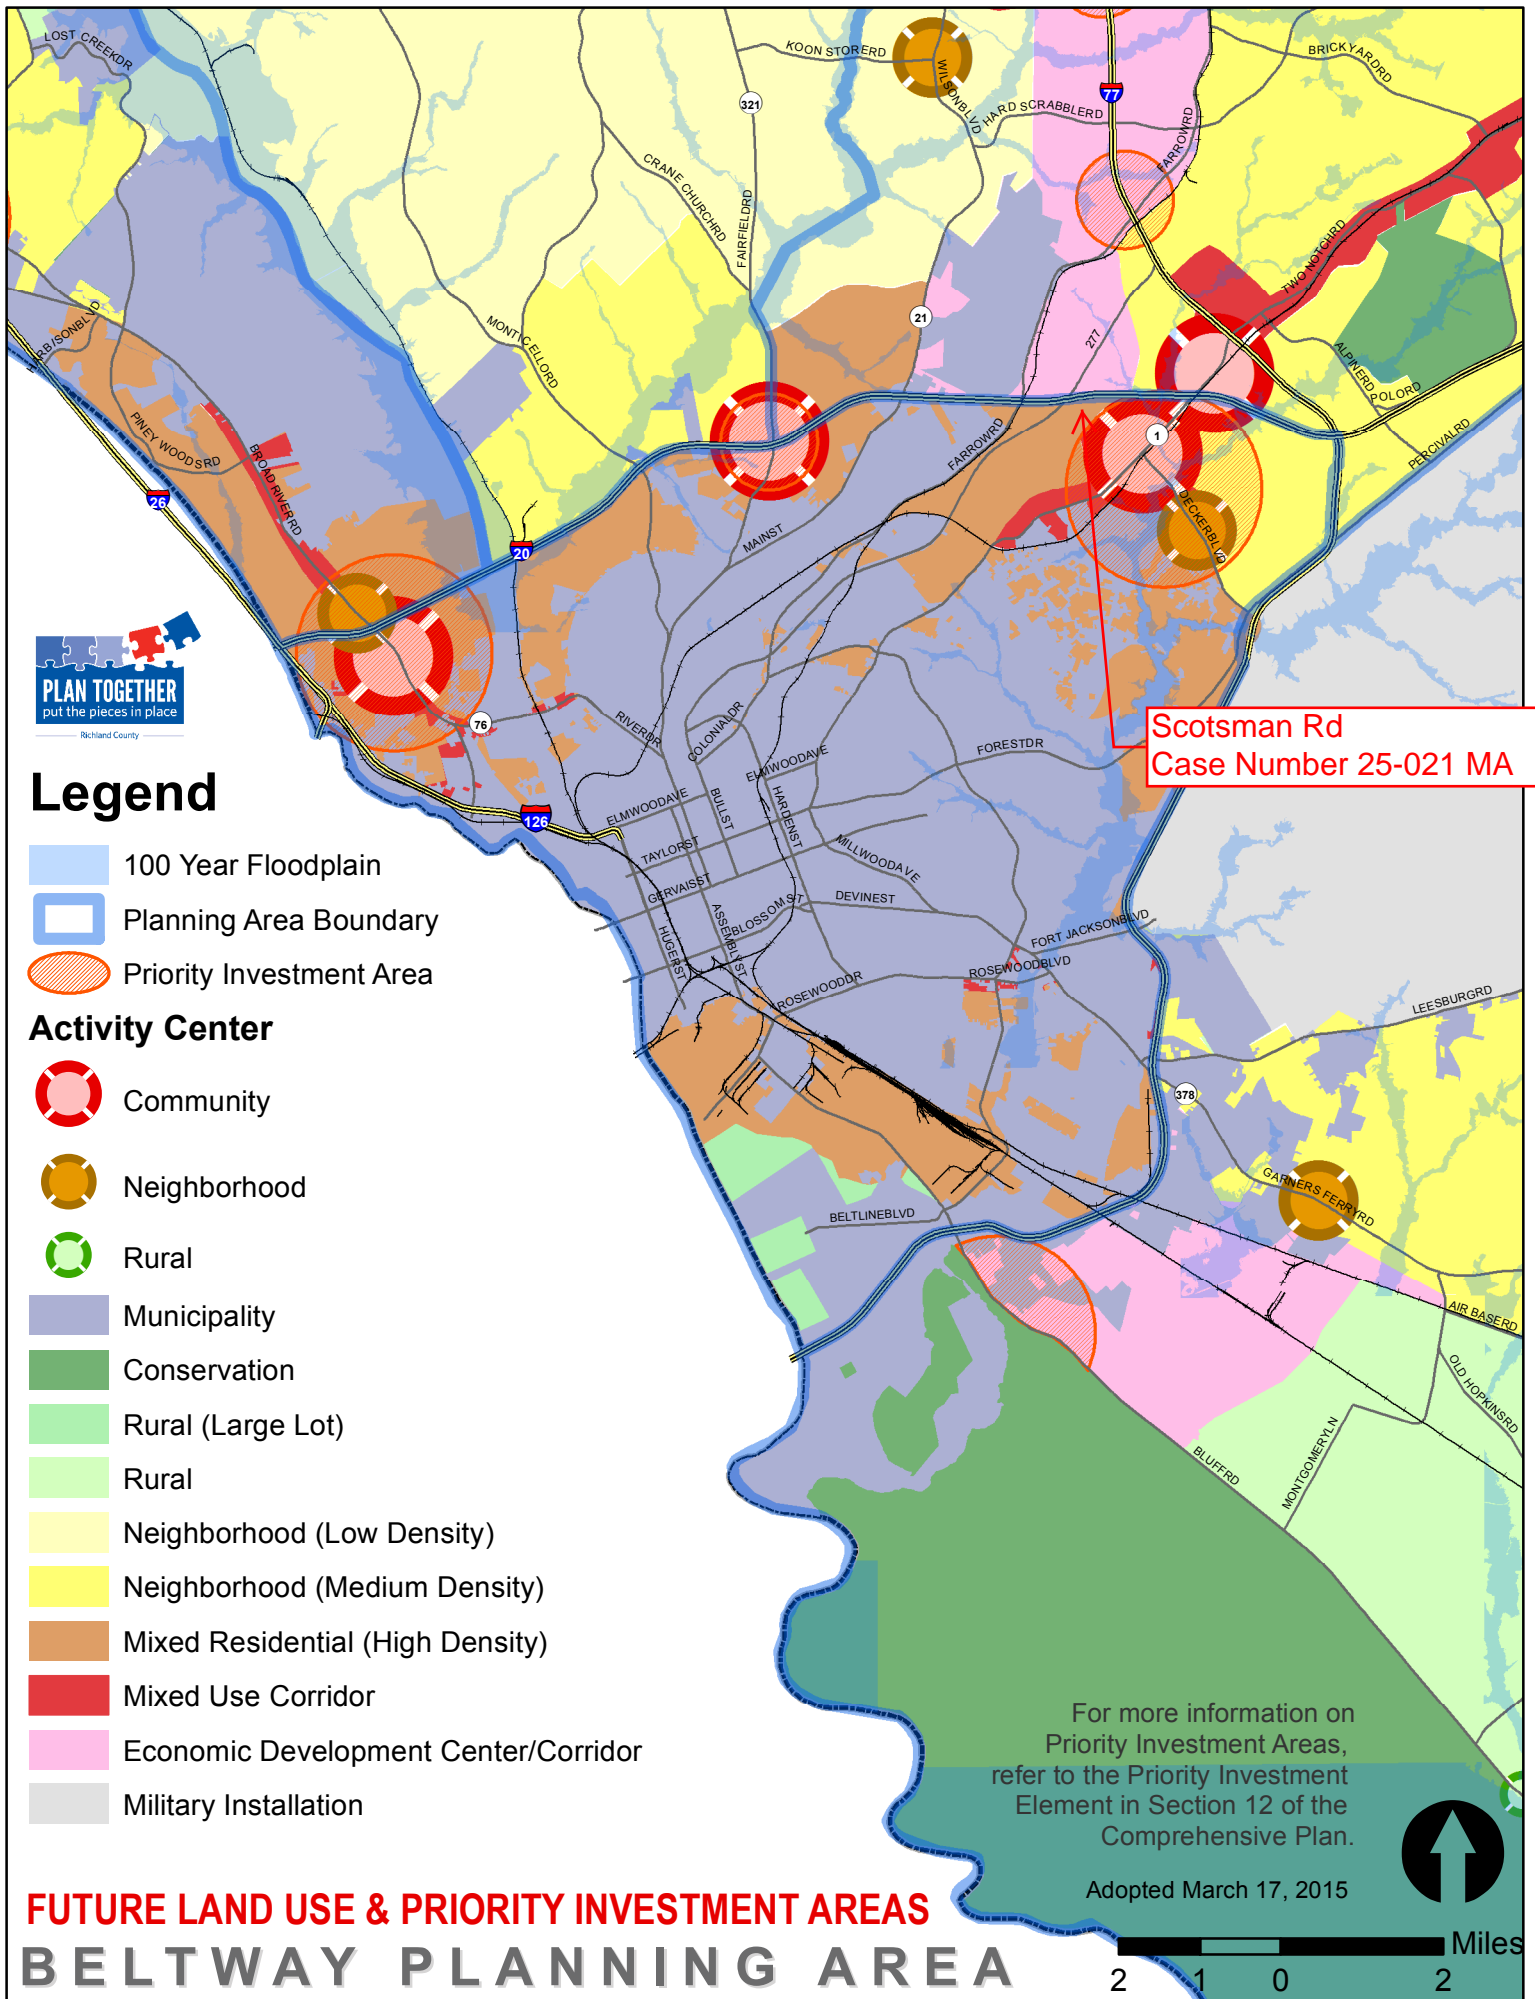 LOST CREEKDR
KOON STORERD
BRICKYARDRD
WILSONBLVD
77
321
HARD SCRABBLERD
FARROWRD
CRANE CHURCHRD
FAIRFIELDRD
TWO NOTCHRD
HARBISONBLVD
MONTICELLORD
21
277
ALPINERD
POLORD
PINEY WOODSRD
BROAD RIVERRD
FARROWRD
1
PERCIVALRD
26
20
MAINST
DECKERBLVD
PLAN TOGETHER
put the pieces in place
Richland County
76
RIVERDR
COLONIALDR
FORESTDR
Scotsman Rd
Case Number 25-021 MA
ELMWOODAVE
ELMWOODAVE
BULLST
HARDENST
126
TAYLORST
MILLWOODAVE
GERVAISST
DEVINEST
BLOSSOMST
ASSEMBLYST
HUGERST
FORT JACKSONBLVD
ROSEWOODBLVD
ROSEWOODDR
LEESBURGRD
378
GARNERS FERRYRD
BELTLINEBLVD
AIR BASERD
OLD HOPKINSRD
MONTGOMERYLN
BLUFFRD
Legend
100 Year Floodplain
Planning Area Boundary
Priority Investment Area
Activity Center
Community
Neighborhood
Rural
Municipality
Conservation
Rural (Large Lot)
Rural
Neighborhood (Low Density)
Neighborhood (Medium Density)
Mixed Residential (High Density)
Mixed Use Corridor
Economic Development Center/Corridor
Military Installation
For more information on
Priority Investment Areas,
refer to the Priority Investment
Element in Section 12 of the
Comprehensive Plan.
Adopted March 17, 2015
Miles
2 1 0 2
FUTURE LAND USE & PRIORITY INVESTMENT AREAS
BELTWAY PLANNING AREA